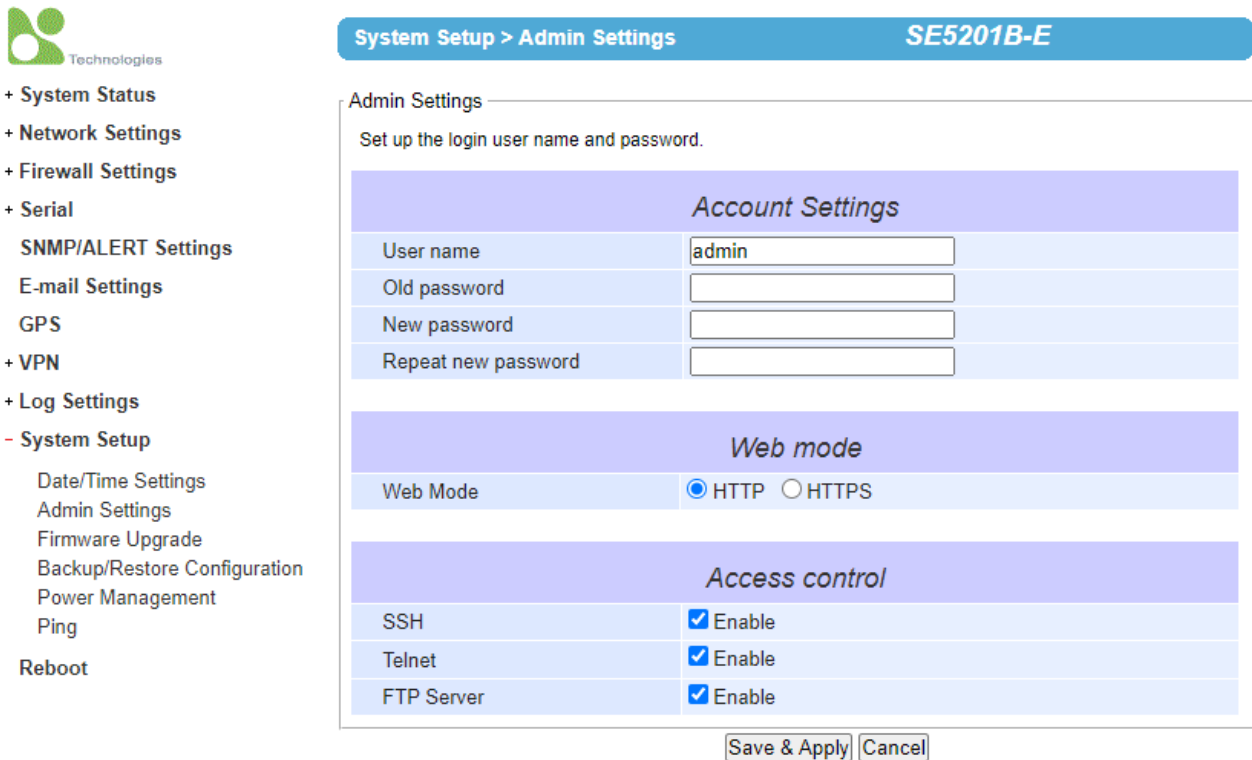 Technologies
System Setup > Admin Settings SE5201B-E
+ System Status
+ Network Settings
+ Firewall Settings
+ Serial
SNMP/ALERT Settings
E-mail Settings
GPS
+ VPN
+ Log Settings
- System Setup
Date/Time Settings
Admin Settings
Firmware Upgrade
Backup/Restore Configuration
Power Management
Ping
Reboot
Admin Settings
Set up the login user name and password.
Account Settings
User name admin
Old password
New password
Repeat new password
Web mode
Web Mode HTTP HTTPS
Access control
SSH Enable
Telnet Enable
FTP Server Enable
Save & Apply Cancel